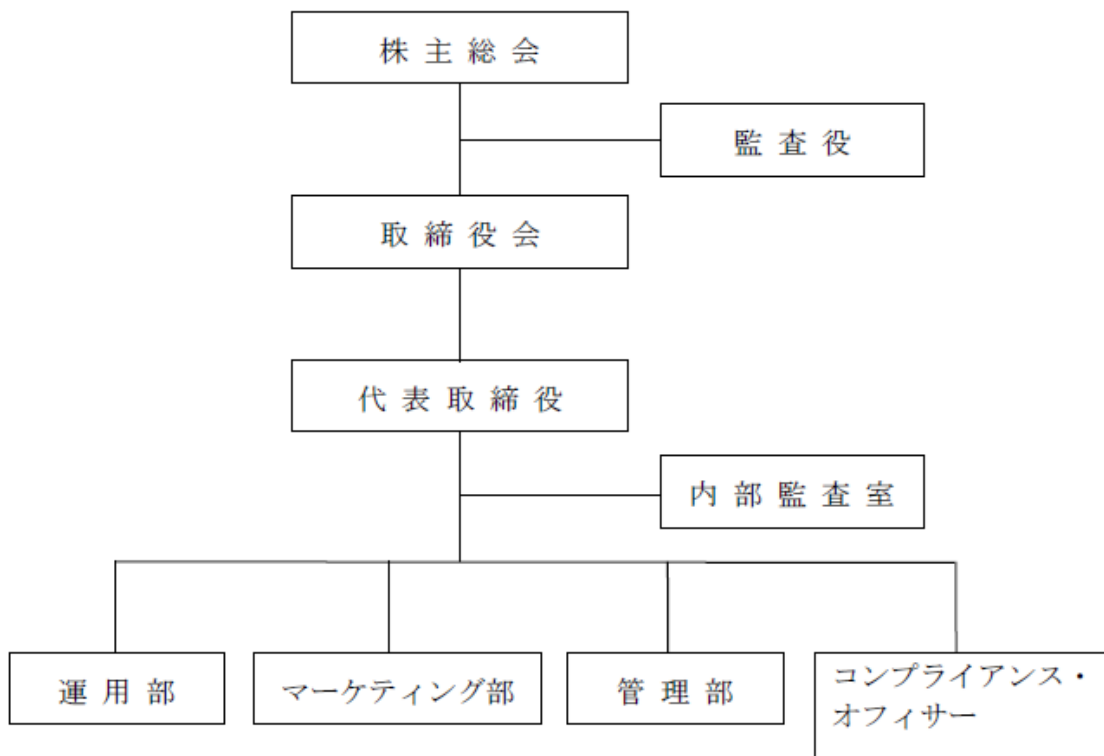 株主総会
監査役
取締役会
代表取締役
内部監査室
運用部
マーケティング部
管理部
コンプライアンス・
オフィサー